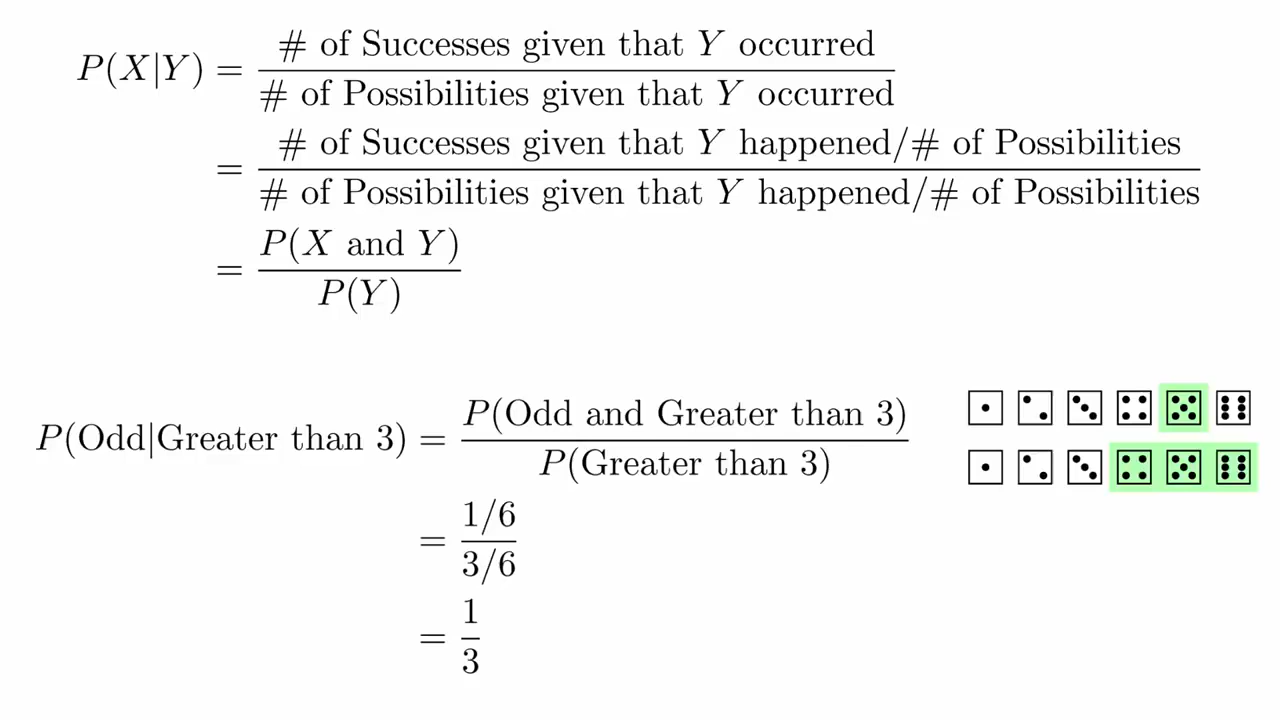 P(X|Y) = # of Successes given that Y occurred / # of Possibilities given that Y occurred
= # of Successes given that Y happened/# of Possibilities / # of Possibilities given that Y happened/# of Possibilities
= P(X and Y) / P(Y)
P(Odd|Greater than 3) = P(Odd and Greater than 3) / P(Greater than 3)
= 1/6 / 3/6
= 1 / 3